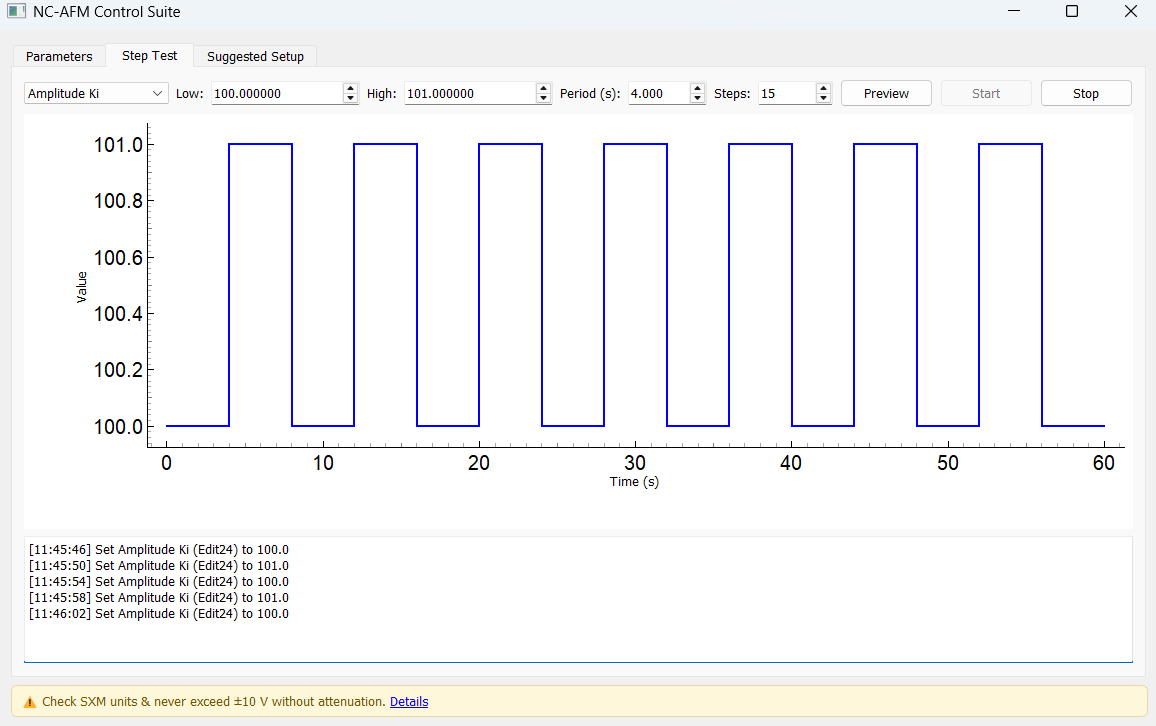 NC-AFM Control Suite
Parameters Step Test Suggested Setup
Amplitude Ki Low: 100.000000 High: 101.000000 Period (s): 4.000 Steps: 15 Preview Start Stop
101.0
100.8
100.6
100.4
100.2
100.0
Value
0 10 20 30 40 50 60
Time (s)
[11:45:46] Set Amplitude Ki (Edit24) to 100.0
[11:45:50] Set Amplitude Ki (Edit24) to 101.0
[11:45:54] Set Amplitude Ki (Edit24) to 100.0
[11:45:58] Set Amplitude Ki (Edit24) to 101.0
[11:46:02] Set Amplitude Ki (Edit24) to 100.0
Check SXM units & never exceed ±10 V without attenuation. Details